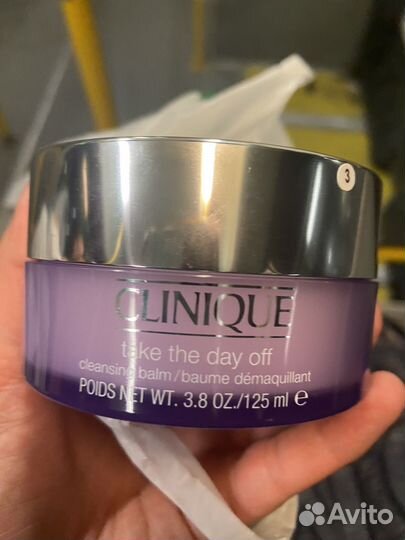 3
CLINIQUE
take the day off
cleansing balm/baume démaquillant
POIDS NET WT. 3.8 OZ./125 ml e
Avito